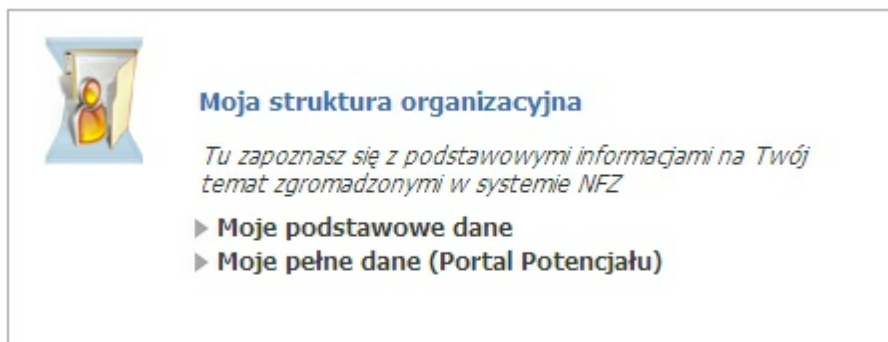 Moja struktura organizacyjna
Tu zapoznasz się z podstawowymi informacjami na Twój
temat zgromadzonymi w systemie NFZ
Moje podstawowe dane
Moje pełne dane (Portal Potencjału)